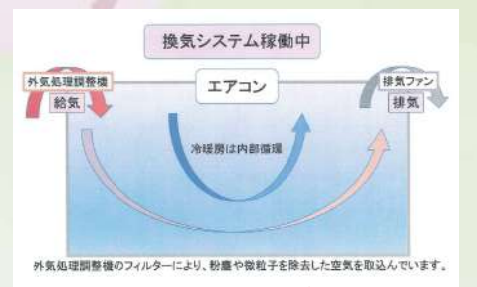 換気システム稼働中
外気処理調整機
給気
エアコン
排気ファン
排気
冷暖房は内部循環
外気処理調整機のフィルターにより、粉塵や微粒子を除去した空気を取込んでいます。